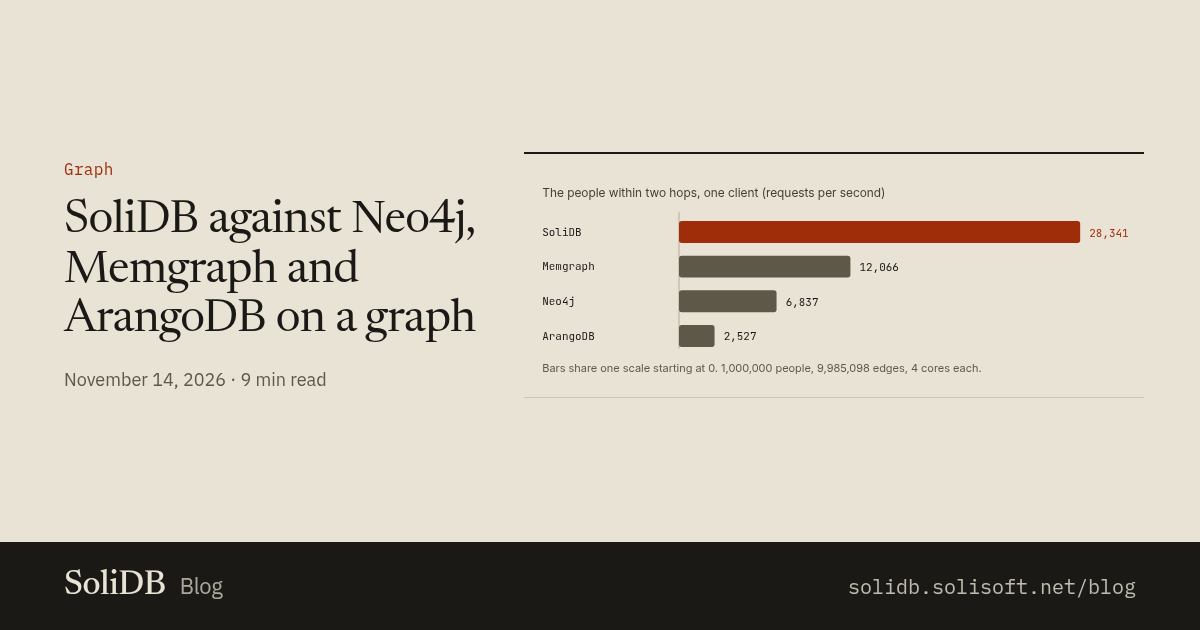 Graph
SoliDB against Neo4j,
Memgraph and
ArangoDB on a graph
November 14, 2026 · 9 min read
The people within two hops, one client (requests per second)
SoliDB 28,341
Memgraph 12,066
Neo4j 6,837
ArangoDB 2,527
Bars share one scale starting at 0. 1,000,000 people, 9,985,098 edges, 4 cores each.
SoliDB Blog
solidb.solisoft.net/blog